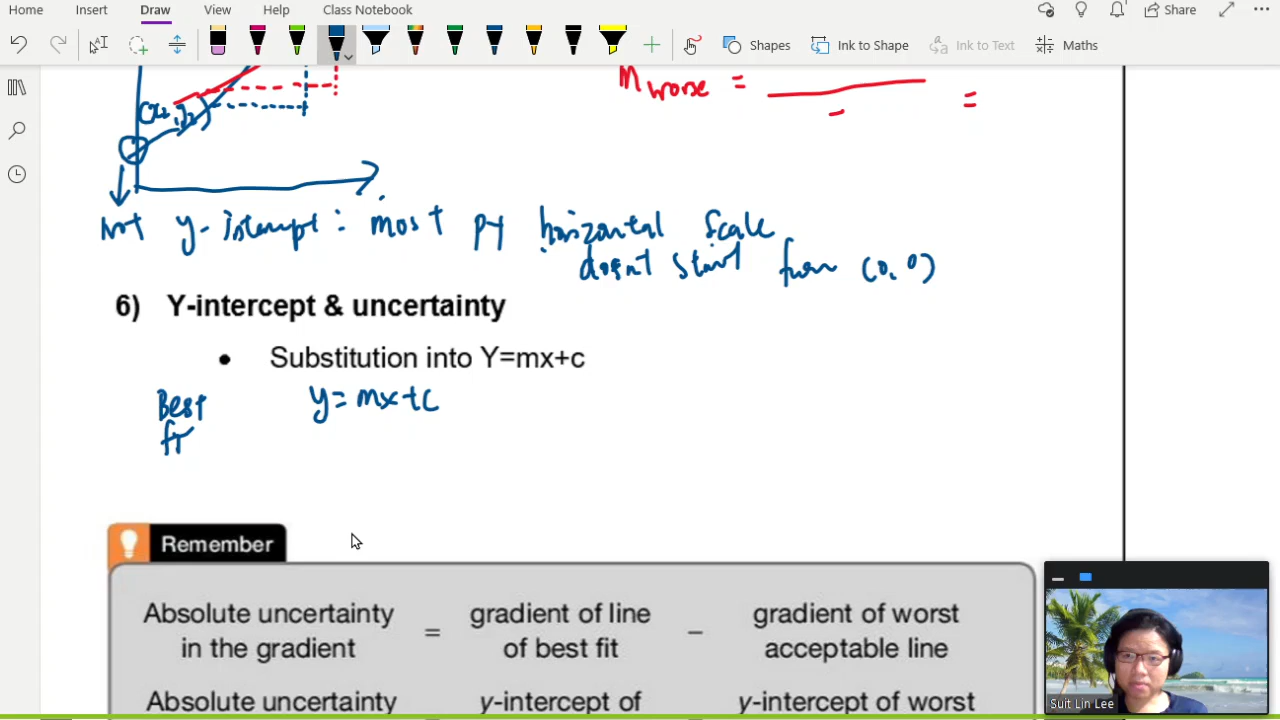 Home Insert Draw View Help Class Notebook Share
Shapes Ink to Shape Ink to Text Maths
(x₂, y₂)
m worse = — =
Not y-intercept : most horizontal scale
doesnt start from (0, 0)
6) Y-intercept & uncertainty
• Substitution into Y=mx+c
Best y = mx+c
fit
Remember
Absolute uncertainty in the gradient = gradient of line of best fit − gradient of worst acceptable line
Absolute uncertainty y-intercept of y-intercept of worst
Suit Lin Lee